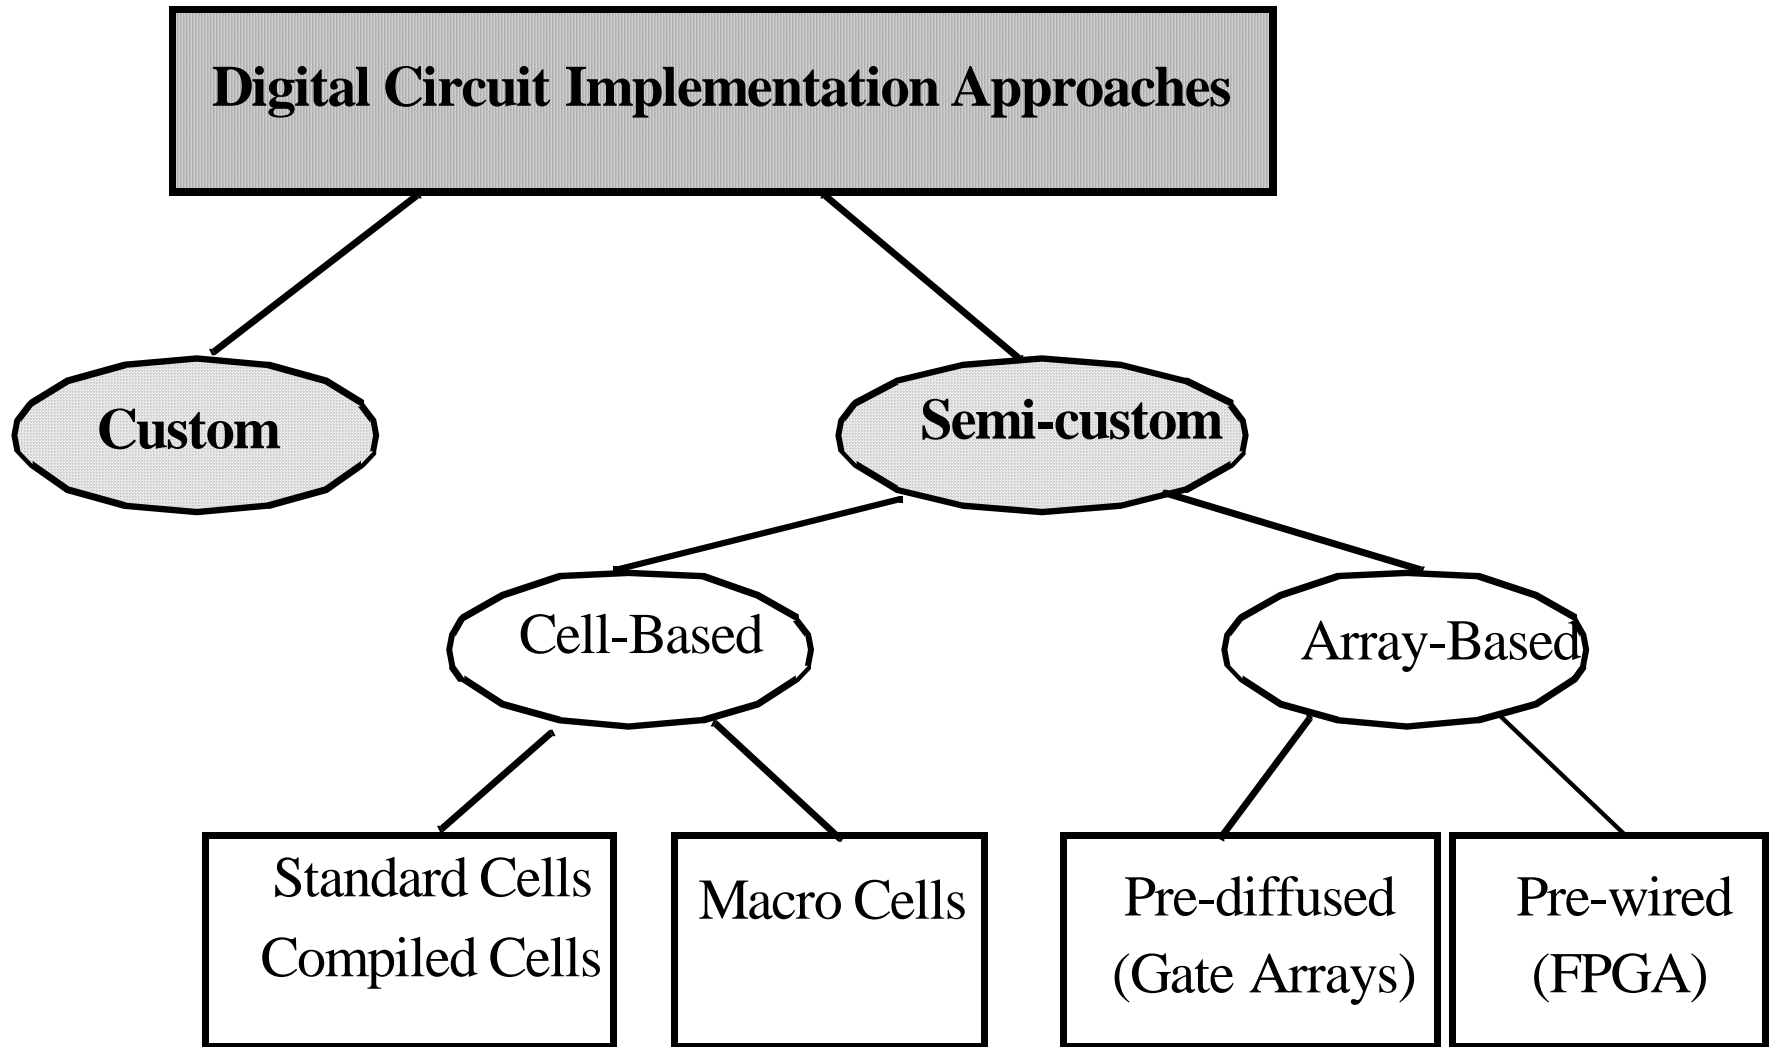 Digital Circuit Implementation Approaches
Custom
Semi-custom
Cell-Based
Array-Based
Standard Cells
Compiled Cells
Macro Cells
Pre-diffused
(Gate Arrays)
Pre-wired
(FPGA)